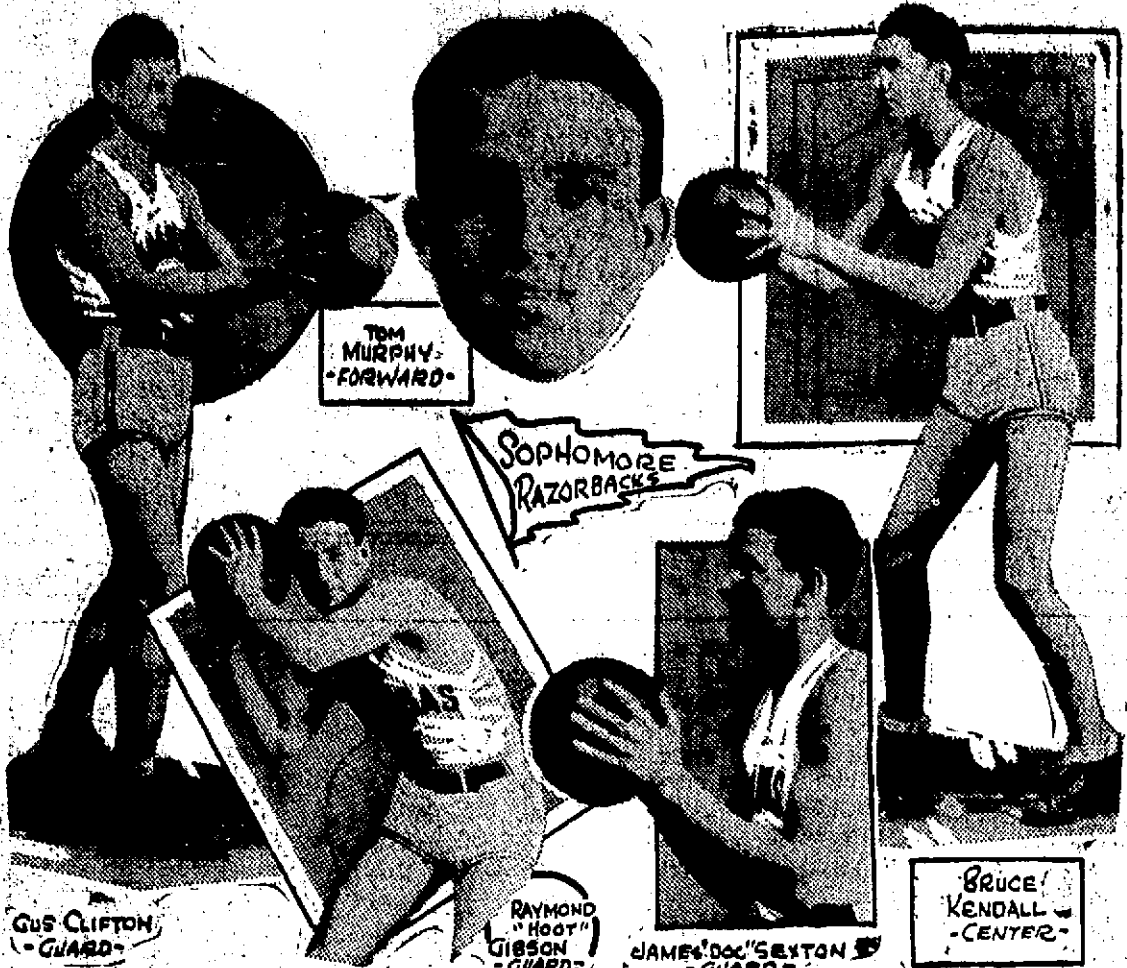 TOM
MURPHY-
-FORWARD-
SOPHOMORE
RAZORBACKS
AS
GUS CLIFTON
-GUARD-
RAYMOND
"HOOT"
GIBSON
-GUARD-
JAMES "DOC" SEXTON
-GUARD-
BRUCE
KENDALL
-CENTER-